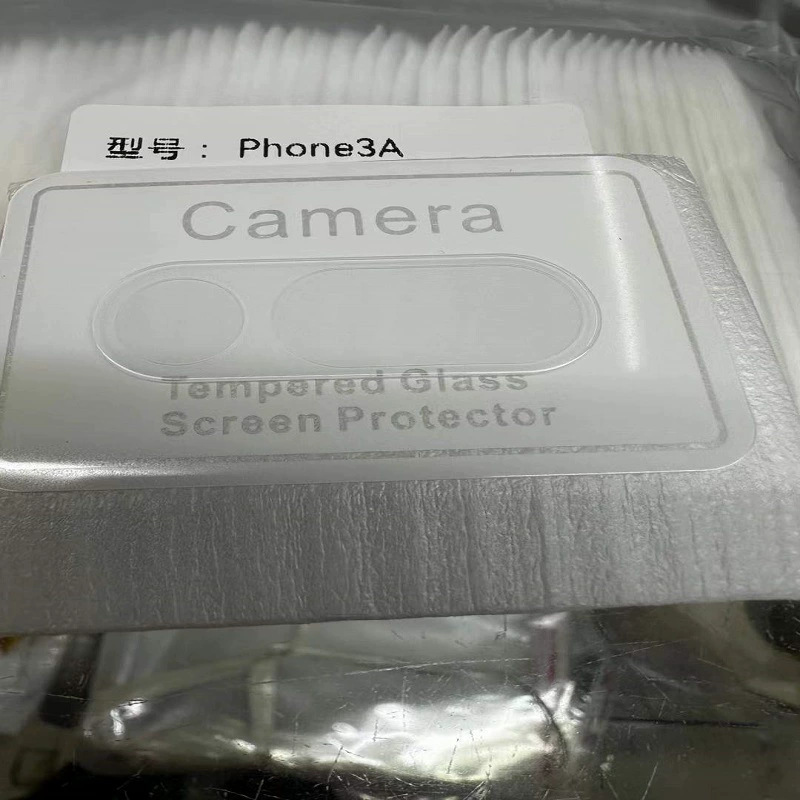 型号： Phone3A
Camera
Tempered Glass
Screen Protector